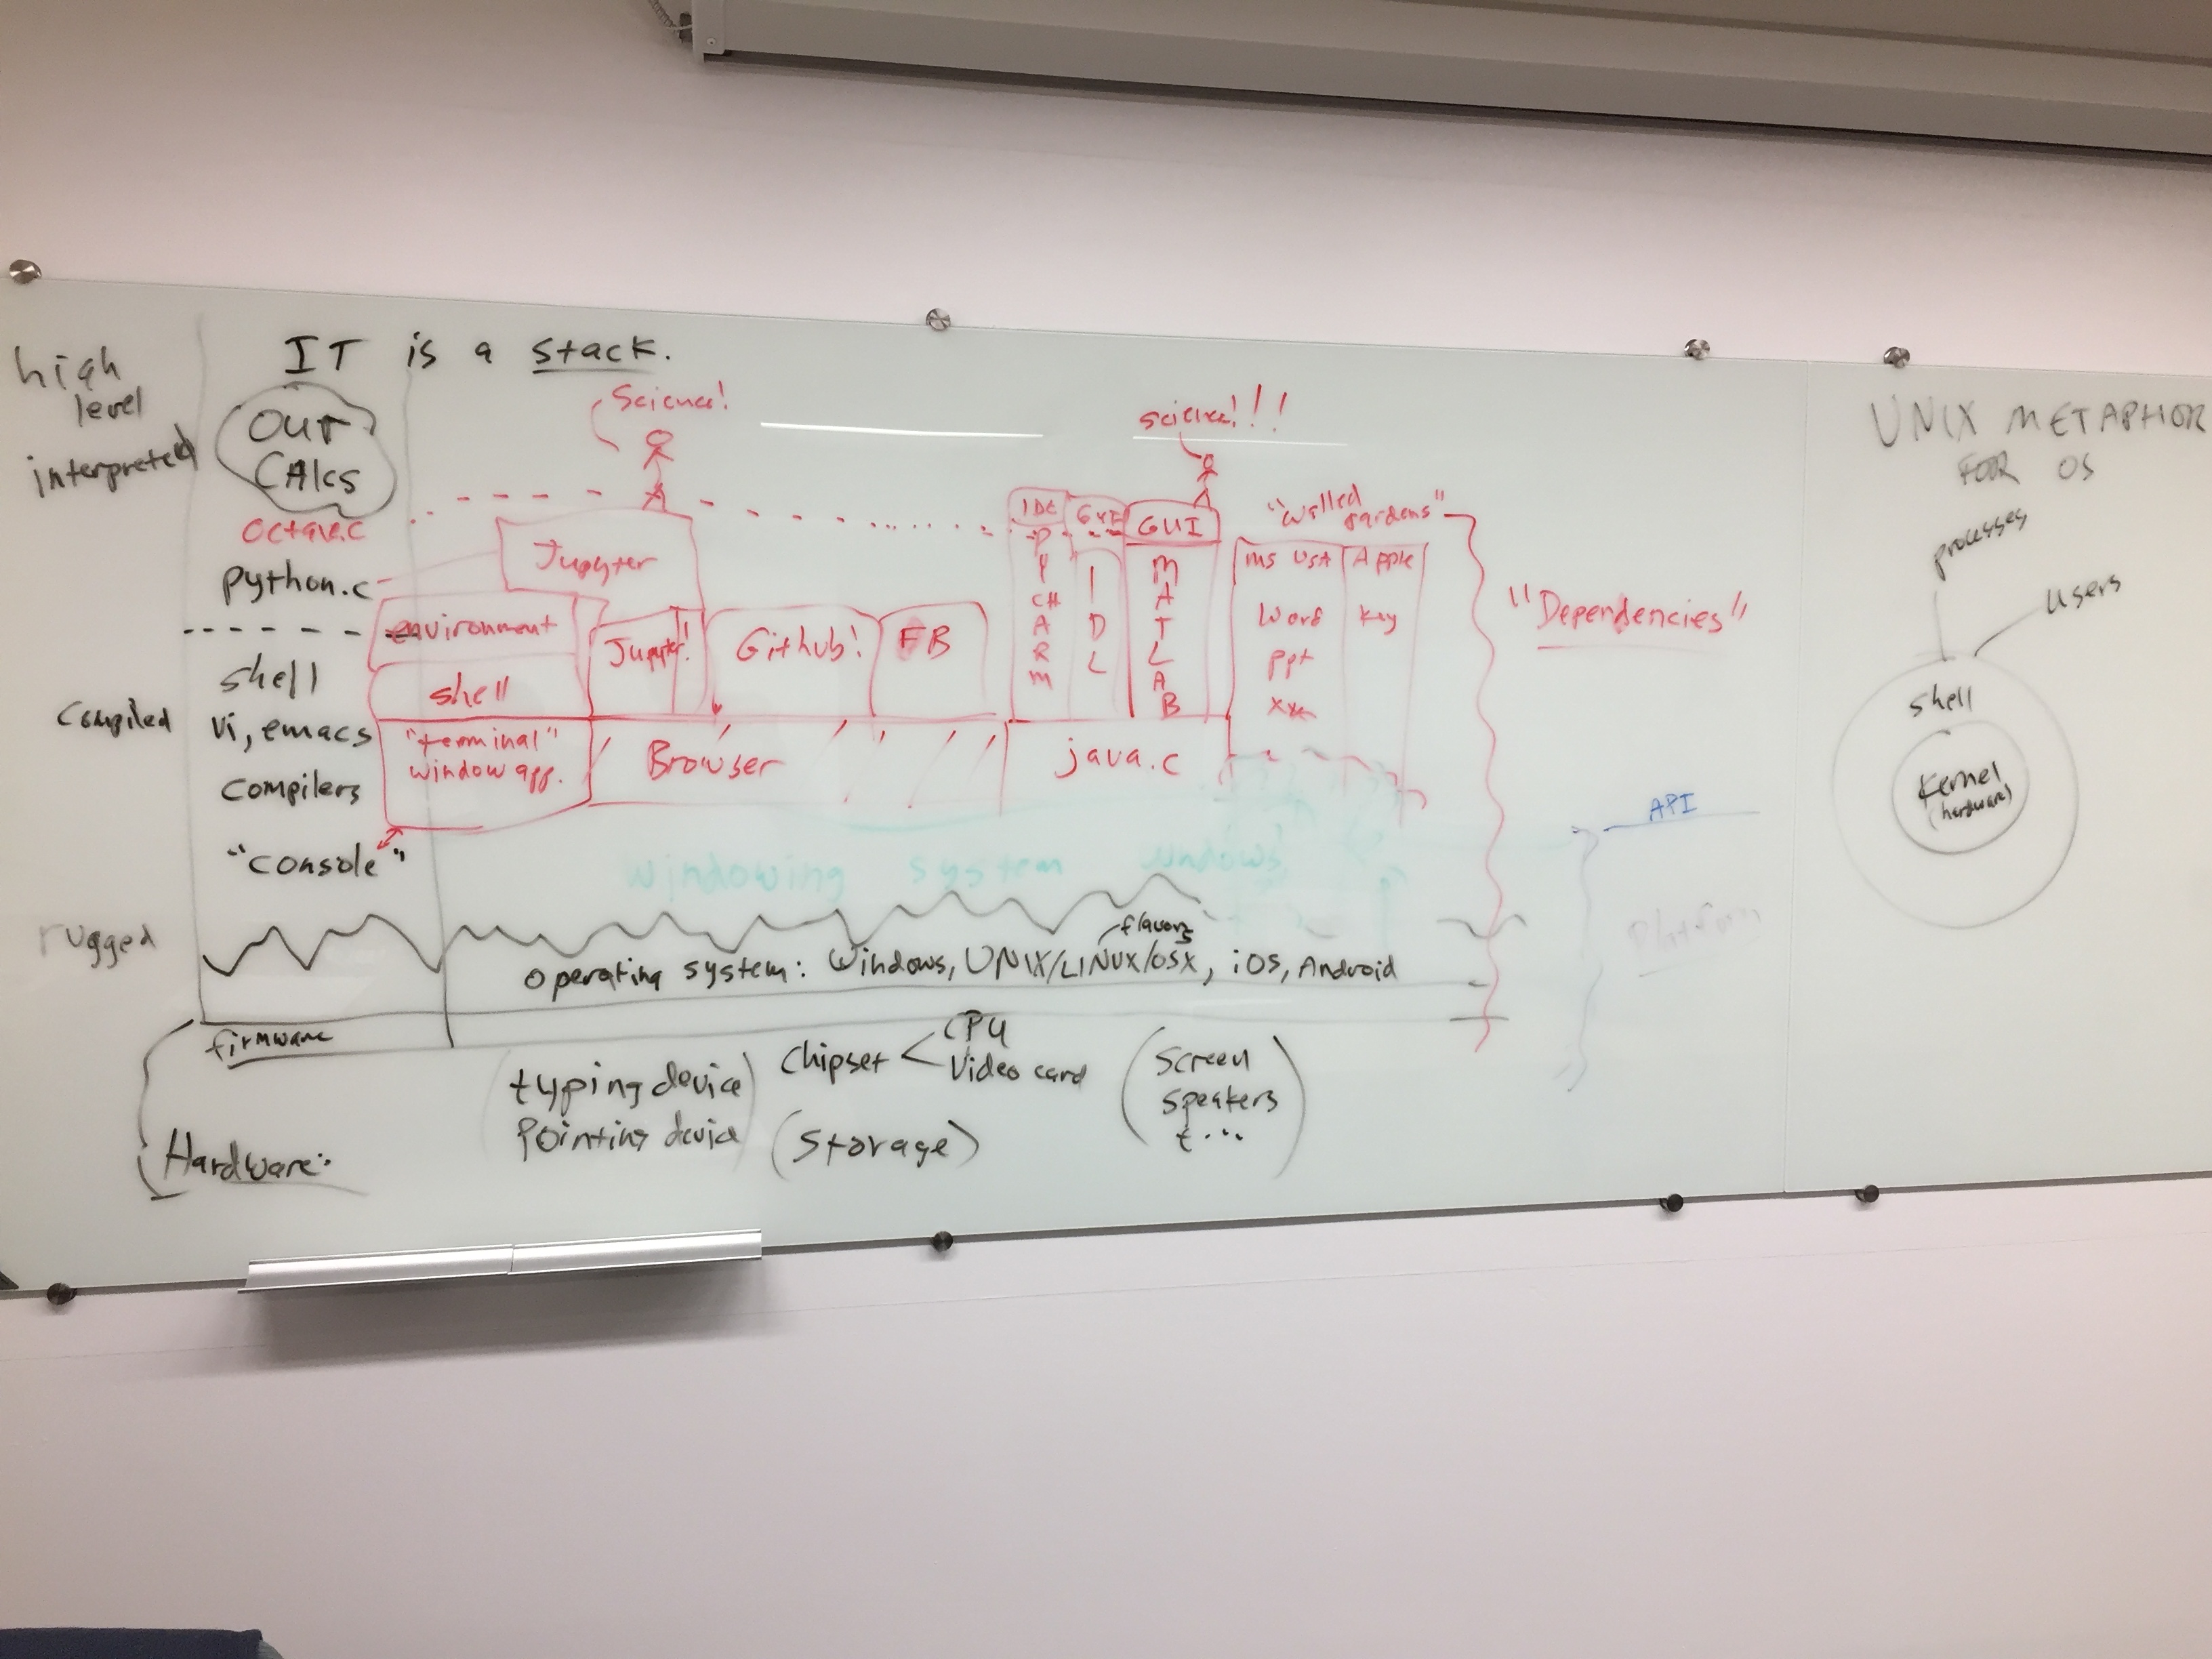 IT is a stack.
high
level
interpreted
OUr
CAlcs
octave.c
python.c
shell
vi, emacs
compilers
"console"
Compiled
rugged
Science!
science!!!
Jupyter
environment
shell
"terminal"
window app.
Jupyter!
Github!
FB
Browser
IDE
PYCHARM
GUI
IDL
GUI
MATLAB
java.c
"walled
gardens"
Apple
Word
key
ppt
"Dependencies"
API
Platform
windowing system windows
flavors
operating system: Windows, UNIX/LINUX/OSX, iOS, Android
firmware
Hardware:
typing device
Pointing device
Chipset
CPU
Video card
(Storage)
Screen
speakers
UNIX METAPHOR
FOR OS
processes
users
shell
Kernel
(hardware)